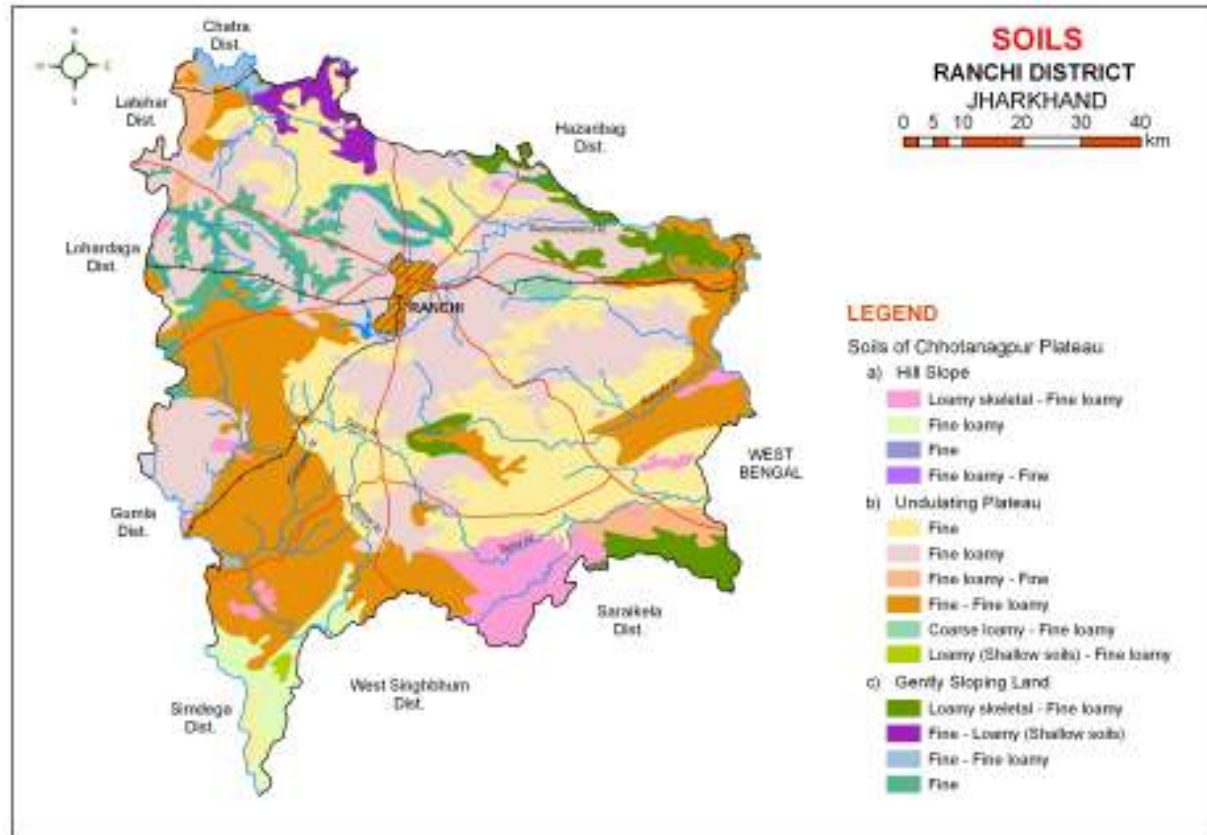 SOILS
RANCHI DISTRICT
JHARKHAND
0 5 10 20 30 40
km
Chatra
Dist.
Latehar
Dist.
Hazaribag
Dist.
Lohardaga
Dist.
RANCHI
WEST
BENGAL
Gumla
Dist.
Saraikela
Dist.
West Singhbhum
Dist.
Simdega
Dist.
LEGEND
Soils of Chhotanagpur Plateau
a) Hill Slope
Loamy skeletal - Fine loamy
Fine loamy
Fine
Fine loamy - Fine
b) Undulating Plateau
Fine
Fine loamy
Fine loamy - Fine
Fine - Fine loamy
Coarse loamy - Fine loamy
Loamy (Shallow soils) - Fine loamy
c) Gently Sloping Land
Loamy skeletal - Fine loamy
Fine - Loamy (Shallow soils)
Fine - Fine loamy
Fine